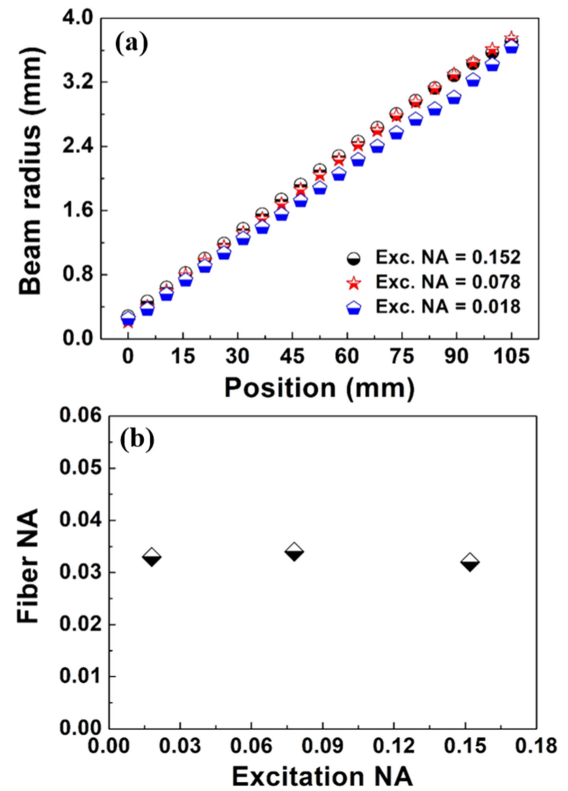 (a)
Beam radius (mm)
4.0
3.2
2.4
1.6
0.8
0.0
Exc. NA = 0.152
Exc. NA = 0.078
Exc. NA = 0.018
0 15 30 45 60 75 90 105
Position (mm)
(b)
Fiber NA
0.06
0.05
0.04
0.03
0.02
0.01
0.00
0.00 0.03 0.06 0.09 0.12 0.15 0.18
Excitation NA